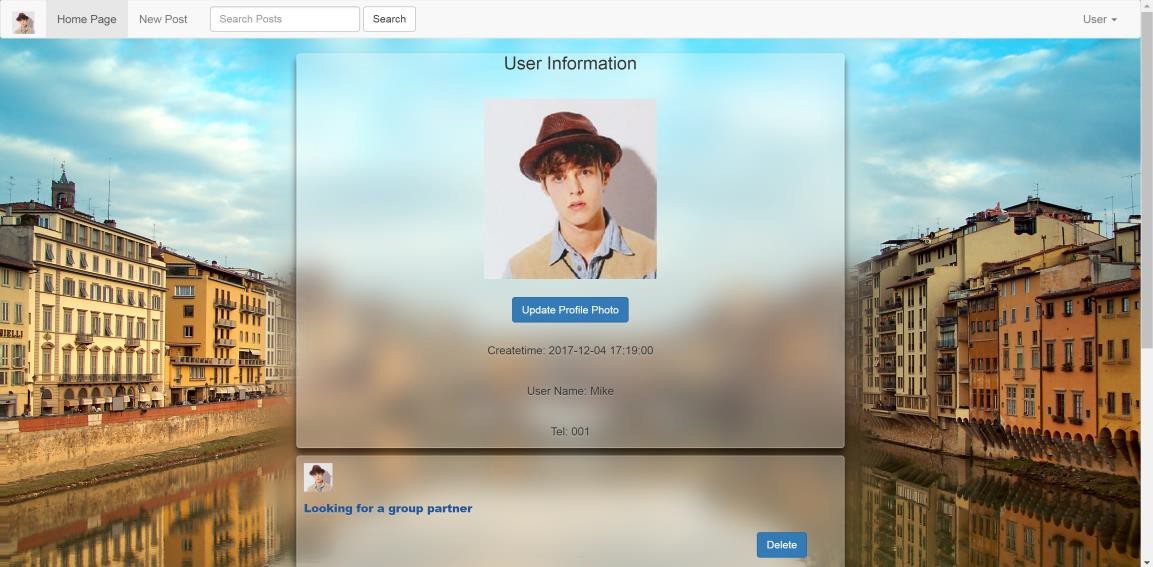 Home Page New Post Search Posts Search User
User Information
Update Profile Photo
Createtime: 2017-12-04 17:19:00
User Name: Mike
Tel: 001
Looking for a group partner
Delete